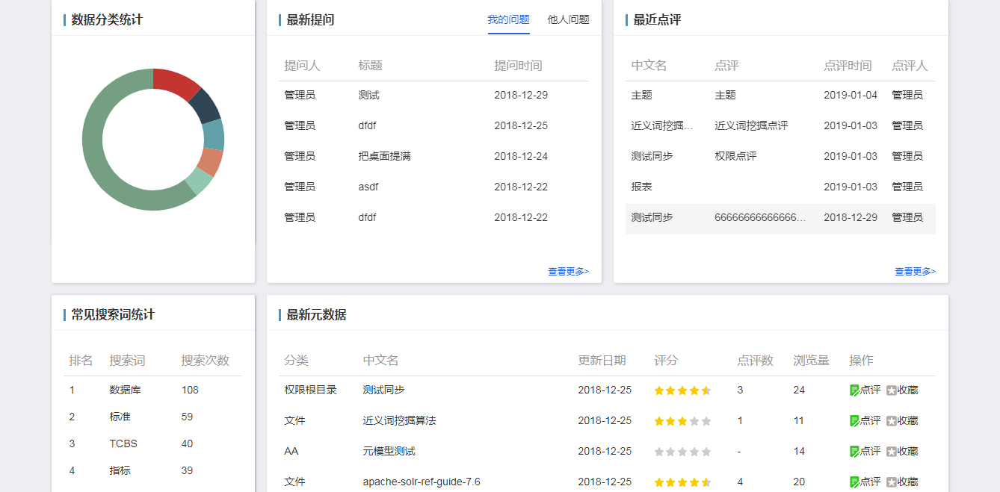 数据分类统计
最新提问 我的问题 他人问题
提问人 标题 提问时间
管理员 测试 2018-12-29
管理员 dfdf 2018-12-25
管理员 把桌面提满 2018-12-24
管理员 asdf 2018-12-22
管理员 dfdf 2018-12-22
查看更多>
最近点评
中文名 点评 点评时间 点评人
主题 主题 2019-01-04 管理员
近义词挖掘... 近义词挖掘点评 2019-01-03 管理员
测试同步 权限点评 2019-01-03 管理员
报表 2019-01-03 管理员
测试同步 66666666666666... 2018-12-29 管理员
查看更多>
常见搜索词统计
排名 搜索词 搜索次数
1 数据库 108
2 标准 59
3 TCBS 40
4 指标 39
最新元数据
分类 中文名 更新日期 评分 点评数 浏览量 操作
权限根目录 测试同步 2018-12-25 3 24 点评 收藏
文件 近义词挖掘算法 2018-12-25 1 11 点评 收藏
AA 元模型测试 2018-12-25 - 14 点评 收藏
文件 apache-solr-ref-guide-7.6 2018-12-25 4 20 点评 收藏